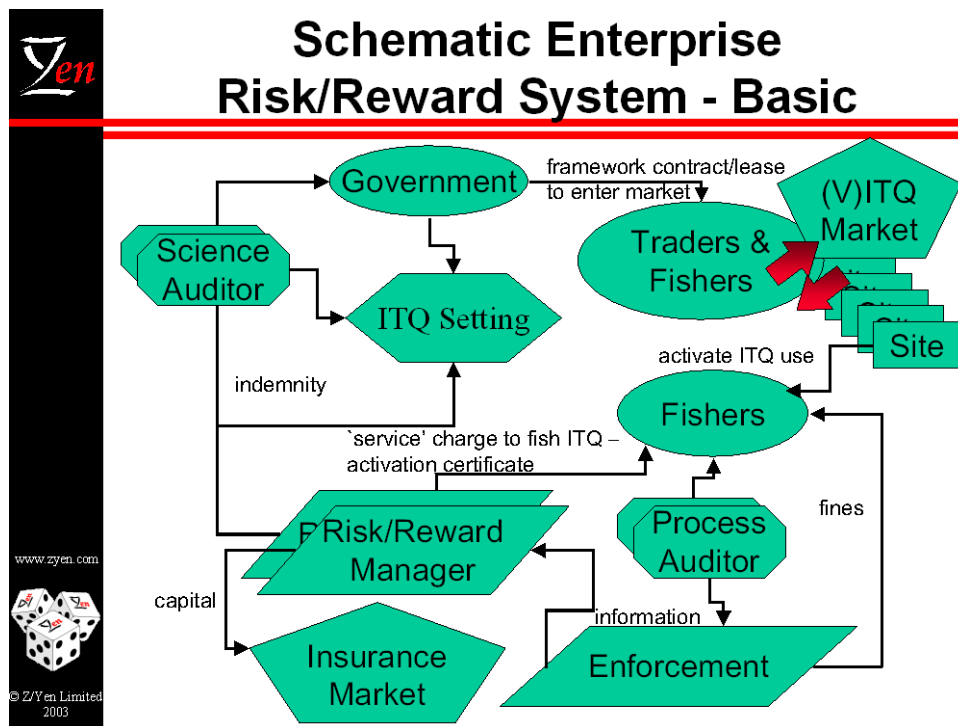 Zen
Schematic Enterprise
Risk/Reward System - Basic
Government
framework contract/lease
to enter market
(V)ITQ
Market
Science
Auditor
Traders &
Fishers
ITQ Setting
Site
activate ITQ use
indemnity
Fishers
`service' charge to fish ITQ –
activation certificate
Risk/Reward
Manager
Process
Auditor
fines
www.zyen.com
capital
information
Insurance
Market
Enforcement
© Z/Yen Limited
2003